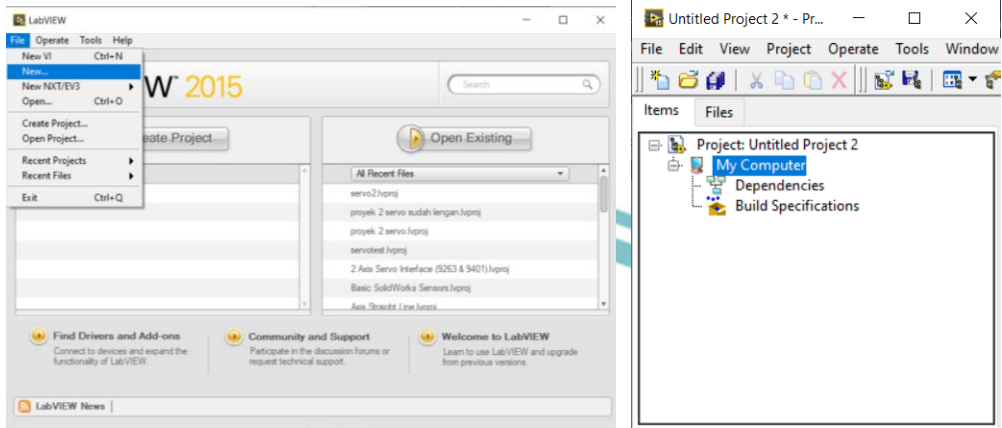 LabVIEW
File Operate Tools Help
New VI Ctrl+N
New...
New NXT/EV3
Open... Ctrl+O
Create Project...
Open Project...
Recent Projects
Recent Files
Exit Ctrl+Q
W™ 2015
Search
eate Project
Open Existing
All Recent Files
servo2.lvproj
proyek 2 servo sudah lengan.lvproj
proyek 2 servo.lvproj
servotest.lvproj
2 Axis Servo Interface (9263 & 9401).lvproj
Basic SolidWorks Sensors.lvproj
Axis Straight Line.lvproj
Find Drivers and Add-ons
Connect to devices and expand the
functionality of LabVIEW.
Community and Support
Participate in the discussion forums or
request technical support.
Welcome to LabVIEW
Learn to use LabVIEW and upgrade
from previous versions.
LabVIEW News
Untitled Project 2 * - Pr...
File Edit View Project Operate Tools Window
Items Files
Project: Untitled Project 2
My Computer
Dependencies
Build Specifications